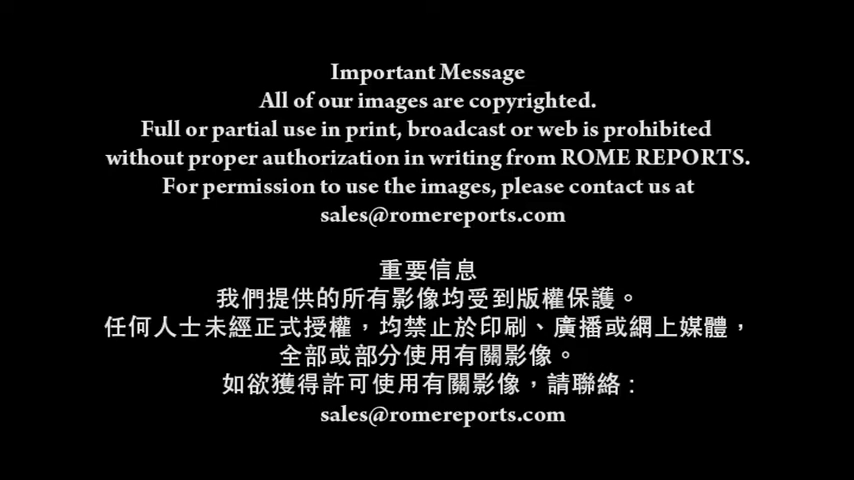 Important Message
All of our images are copyrighted.
Full or partial use in print, broadcast or web is prohibited
without proper authorization in writing from ROME REPORTS.
For permission to use the images, please contact us at
sales@romereports.com
重要信息
我們提供的所有影像均受到版權保護。
任何人士未經正式授權，均禁止於印刷、廣播或網上媒體，
全部或部分使用有關影像。
如欲獲得許可使用有關影像，請聯絡：
sales@romereports.com